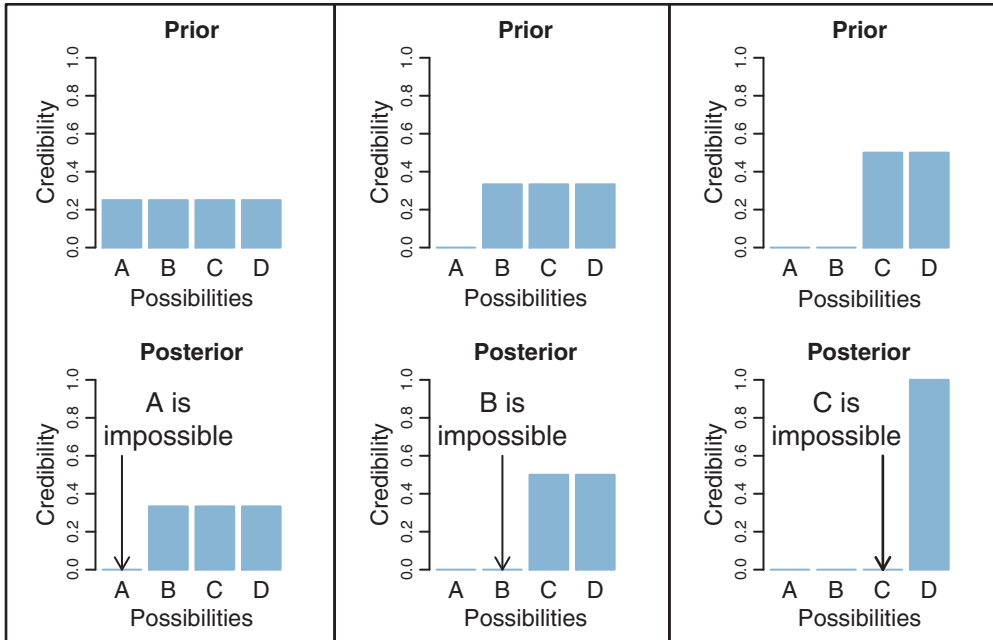 Prior
1.0
0.8
0.6
0.4
0.2
0.0
Credibility
A B C D
Possibilities
Posterior
1.0
0.8
0.6
0.4
0.2
0.0
Credibility
A is
impossible
A B C D
Possibilities
Prior
1.0
0.8
0.6
0.4
0.2
0.0
Credibility
A B C D
Possibilities
Posterior
1.0
0.8
0.6
0.4
0.2
0.0
Credibility
B is
impossible
A B C D
Possibilities
Prior
1.0
0.8
0.6
0.4
0.2
0.0
Credibility
A B C D
Possibilities
Posterior
1.0
0.8
0.6
0.4
0.2
0.0
Credibility
C is
impossible
A B C D
Possibilities